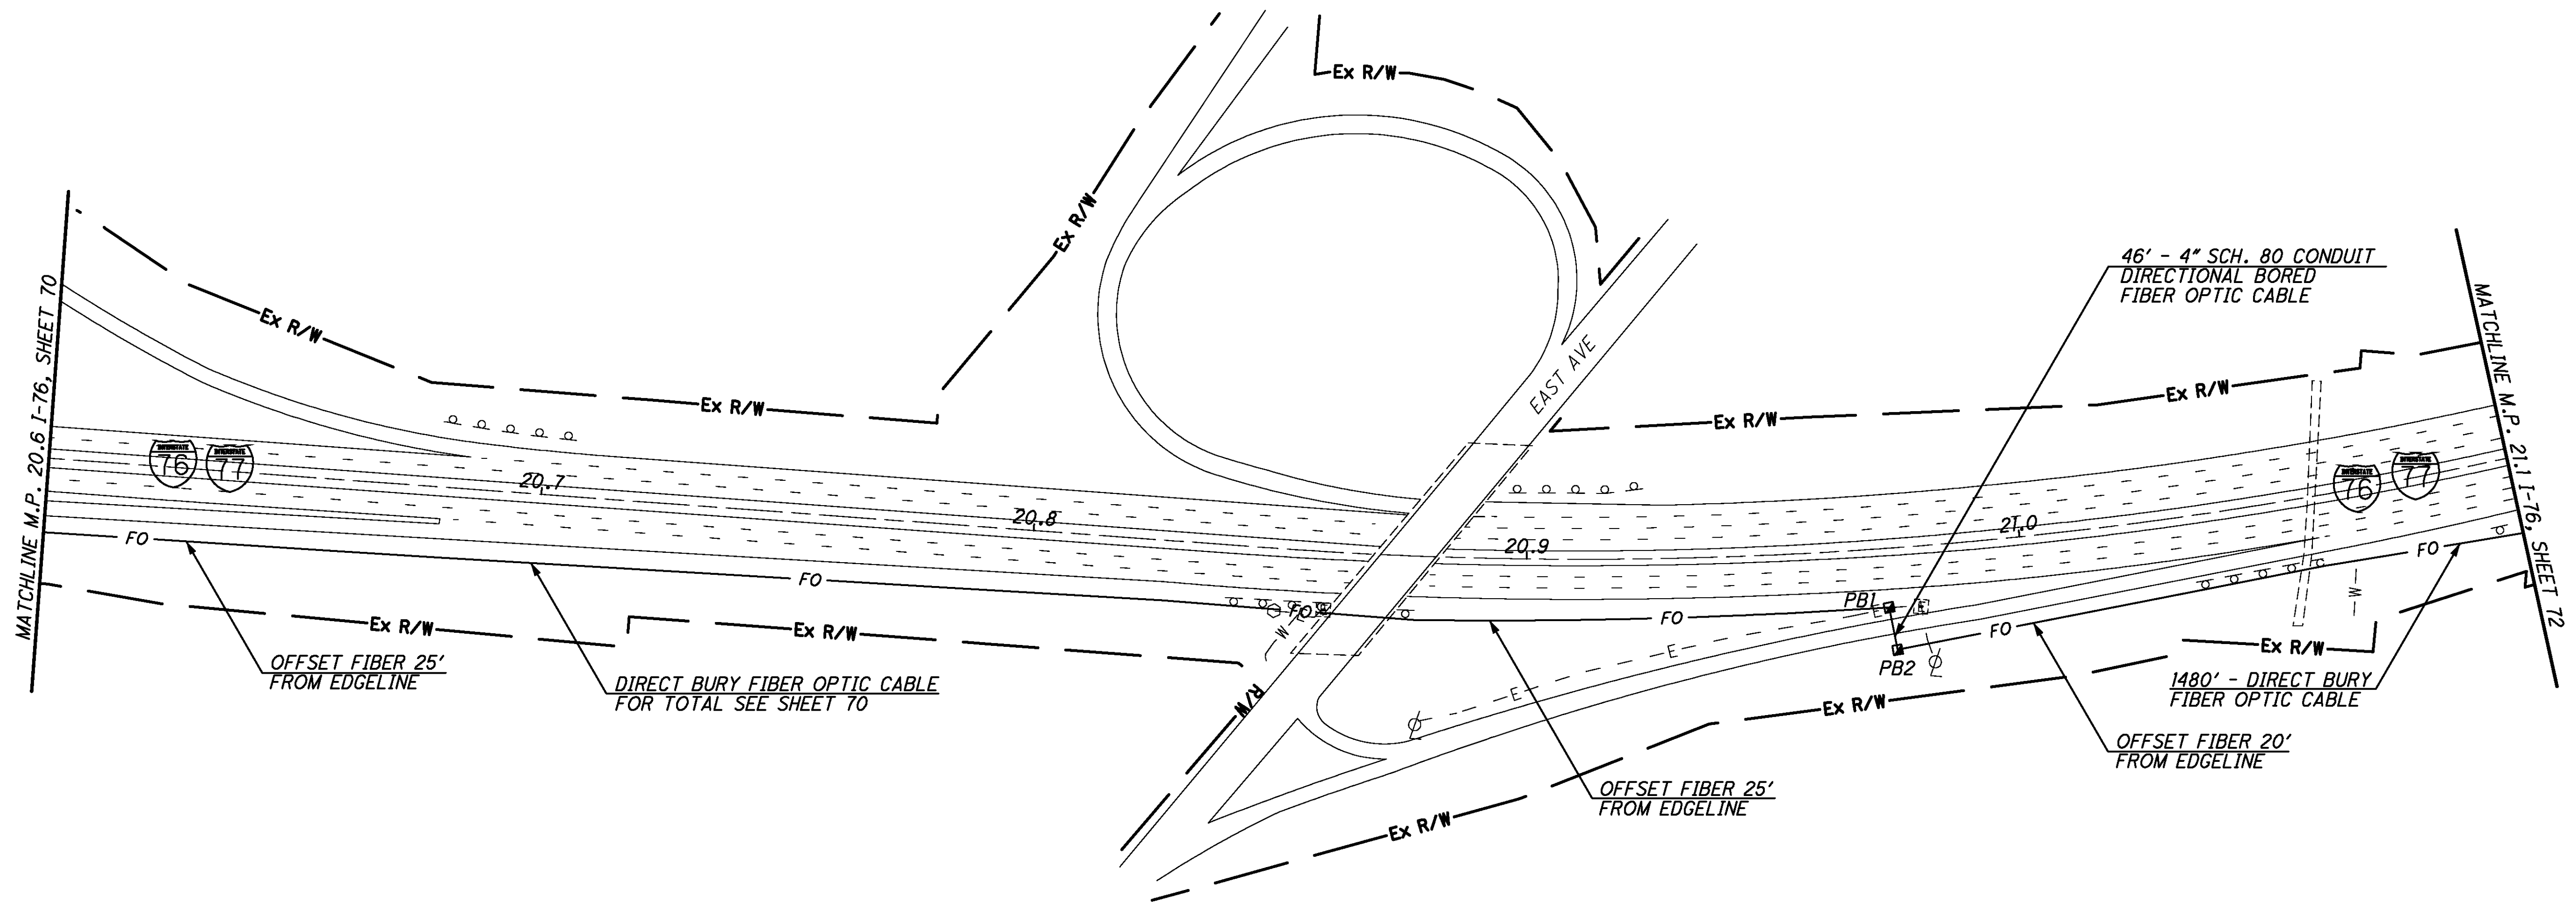 Ex R/W
Ex R/W
MATCHLINE M.P. 20.6 I-76, SHEET 70
Ex R/W
Ex R/W
EAST AVE
46' - 4" SCH. 80 CONDUIT
DIRECTIONAL BORED
FIBER OPTIC CABLE
MATCHLINE M.P. 21.1 I-76, SHEET 72
Ex R/W
Ex R/W
INTERSTATE
76
INTERSTATE
77
20.7
20.8
20.9
21.0
INTERSTATE
76
INTERSTATE
77
FO
FO
FO
FO
FO
FO
W
W
E
E
E
E
PB1
PB2
Ex R/W
Ex R/W
R/W
Ex R/W
Ex R/W
Ex R/W
OFFSET FIBER 25'
FROM EDGELINE
DIRECT BURY FIBER OPTIC CABLE
FOR TOTAL SEE SHEET 70
OFFSET FIBER 25'
FROM EDGELINE
1480' - DIRECT BURY
FIBER OPTIC CABLE
OFFSET FIBER 20'
FROM EDGELINE